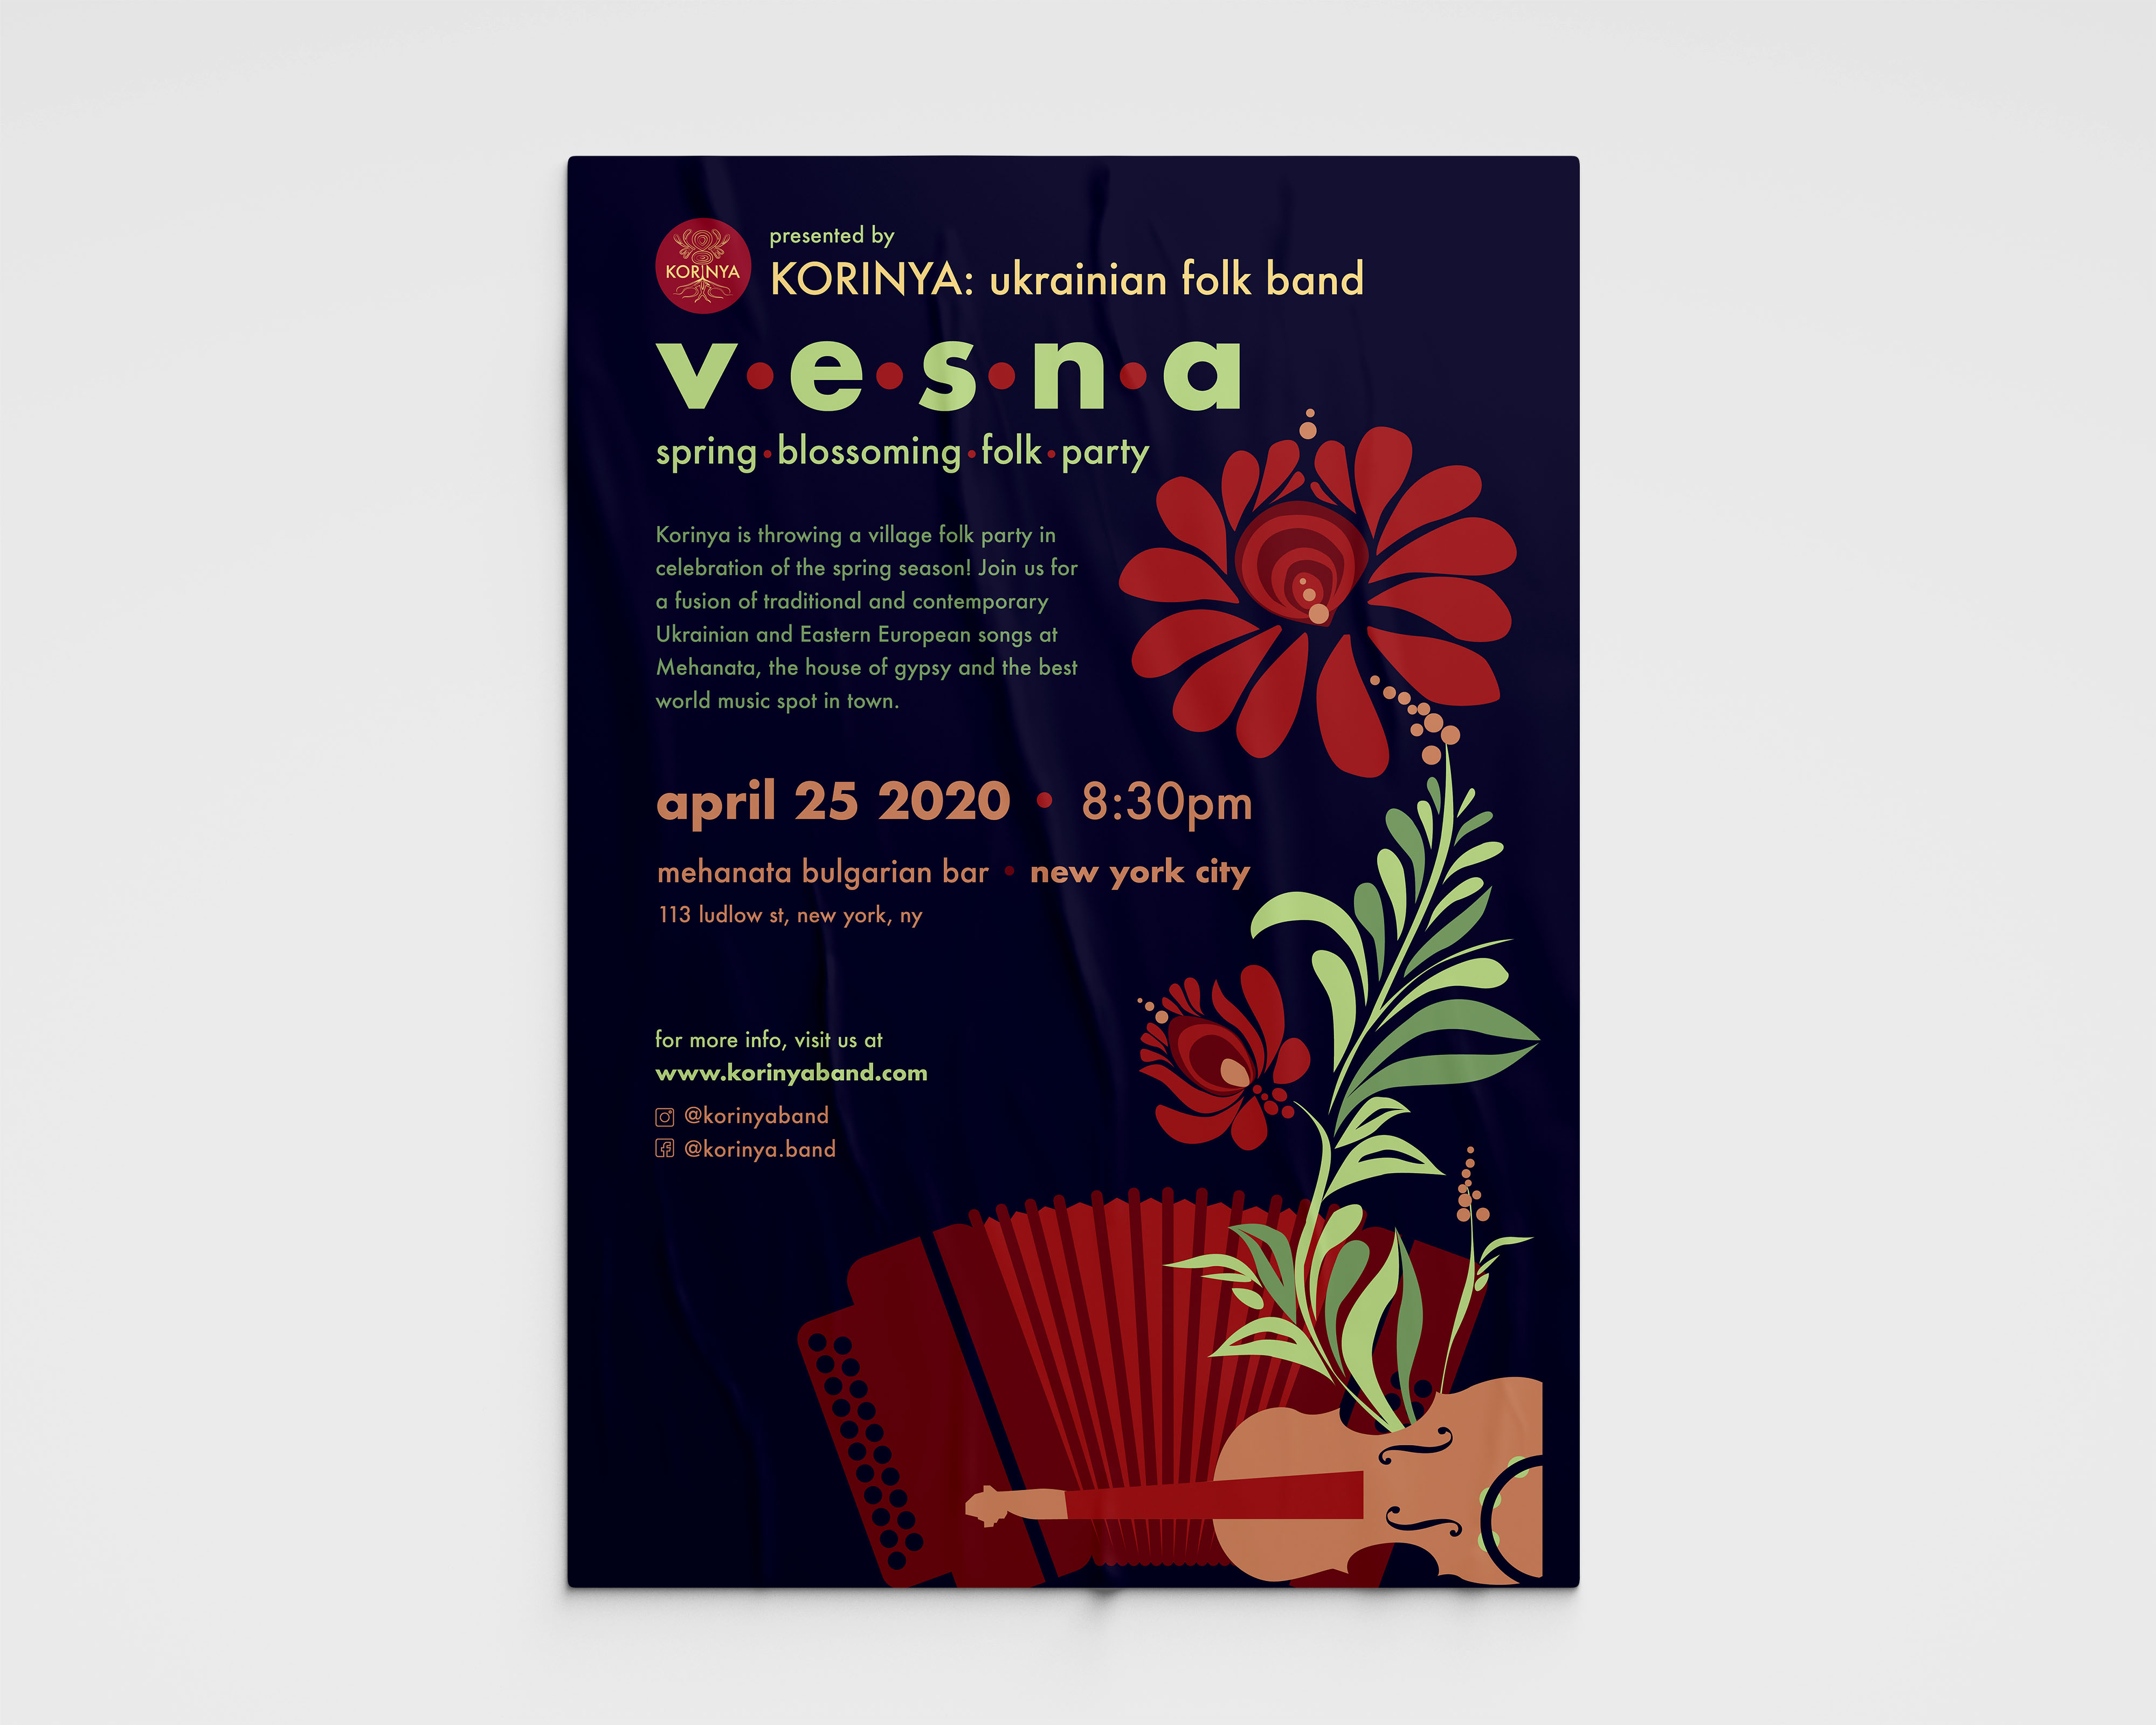 KORINYA
presented by
KORINYA: ukrainian folk band
v•e•s•n•a
spring•blossoming•folk•party
Korinya is throwing a village folk party in
celebration of the spring season! Join us for
a fusion of traditional and contemporary
Ukrainian and Eastern European songs at
Mehanata, the house of gypsy and the best
world music spot in town.
april 25 2020 • 8:30pm
mehanata bulgarian bar • new york city
113 ludlow st, new york, ny
for more info, visit us at
www.korinyaband.com
@korinyaband
@korinya.band